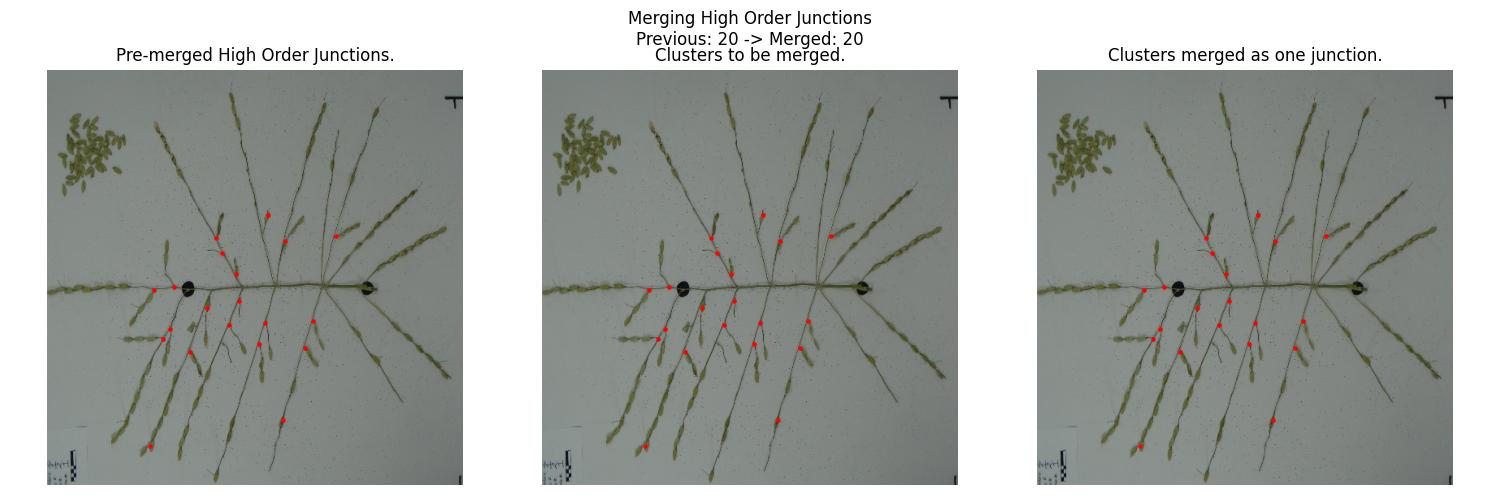 Merging High Order Junctions
Previous: 20 -> Merged: 20
Pre-merged High Order Junctions.
Clusters to be merged.
Clusters merged as one junction.